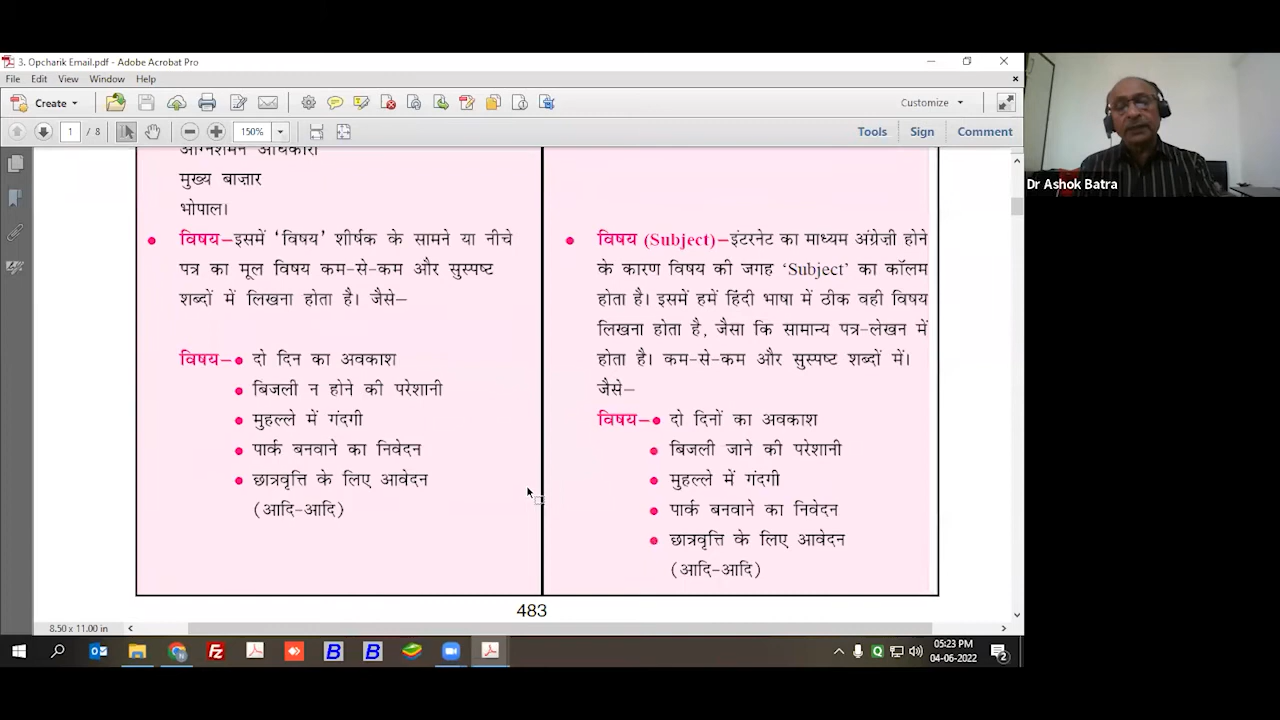 3. Opcharik Email.pdf - Adobe Acrobat Pro
File Edit View Window Help
Create Customize
1 / 8 150% Tools Sign Comment
Dr Ashok Batra
मुख्य बाज़ार
भोपाल।
विषय–इसमें ‘विषय’ शीर्षक के सामने या नीचे
पत्र का मूल विषय कम-से-कम और सुस्पष्ट
शब्दों में लिखना होता है। जैसे–
विषय– • दो दिन का अवकाश
• बिजली न होने की परेशानी
• मुहल्ले में गंदगी
• पार्क बनवाने का निवेदन
• छात्रवृत्ति के लिए आवेदन
(आदि-आदि)
• विषय (Subject)–इंटरनेट का माध्यम अंग्रेज़ी होने
के कारण विषय की जगह ‘Subject’ का कॉलम
होता है। इसमें हमें हिंदी भाषा में ठीक वही विषय
लिखना होता है, जैसा कि सामान्य पत्र-लेखन में
होता है। कम-से-कम और सुस्पष्ट शब्दों में।
जैसे–
विषय– • दो दिनों का अवकाश
• बिजली जाने की परेशानी
• मुहल्ले में गंदगी
• पार्क बनवाने का निवेदन
• छात्रवृत्ति के लिए आवेदन
(आदि-आदि)
483
8.50 x 11.00 in
05:23 PM
04-06-2022
2